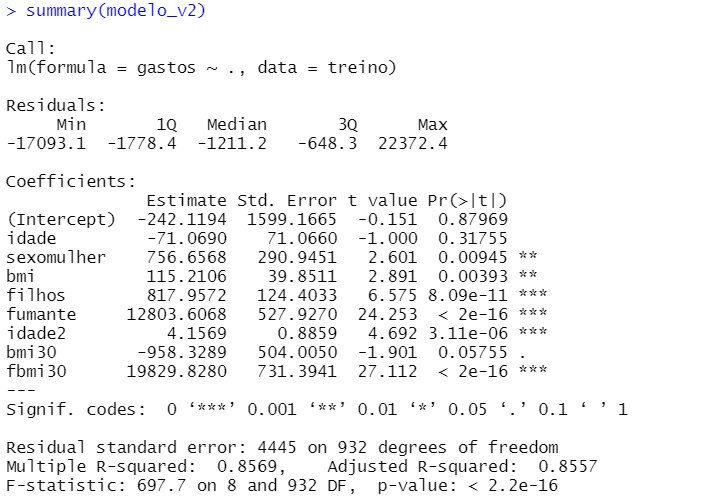 > summary(modelo_v2)
Call:
lm(formula = gastos ~ ., data = treino)
Residuals:
Min 1Q Median 3Q Max
-17093.1 -1778.4 -1211.2 -648.3 22372.4
Coefficients:
Estimate Std. Error t value Pr(>|t|)
(Intercept) -242.1194 1599.1665 -0.151 0.87969
idade -71.0690 71.0660 -1.000 0.31755
sexomulher 756.6568 290.9451 2.601 0.00945 **
bmi 115.2106 39.8511 2.891 0.00393 **
filhos 817.9572 124.4033 6.575 8.09e-11 ***
fumante 12803.6068 527.9270 24.253 < 2e-16 ***
idade2 4.1569 0.8859 4.692 3.11e-06 ***
bmi30 -958.3289 504.0050 -1.901 0.05755 .
fbmi30 19829.8280 731.3941 27.112 < 2e-16 ***
---
Signif. codes: 0 ‘***’ 0.001 ‘**’ 0.01 ‘*’ 0.05 ‘.’ 0.1 ‘ ’ 1
Residual standard error: 4445 on 932 degrees of freedom
Multiple R-squared: 0.8569, Adjusted R-squared: 0.8557
F-statistic: 697.7 on 8 and 932 DF, p-value: < 2.2e-16